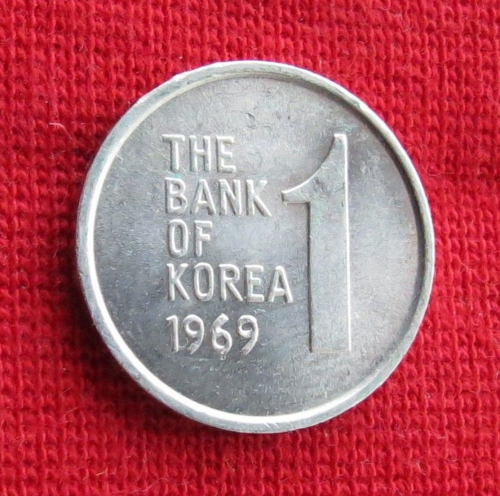 THE
BANK
OF
KOREA
1969
1